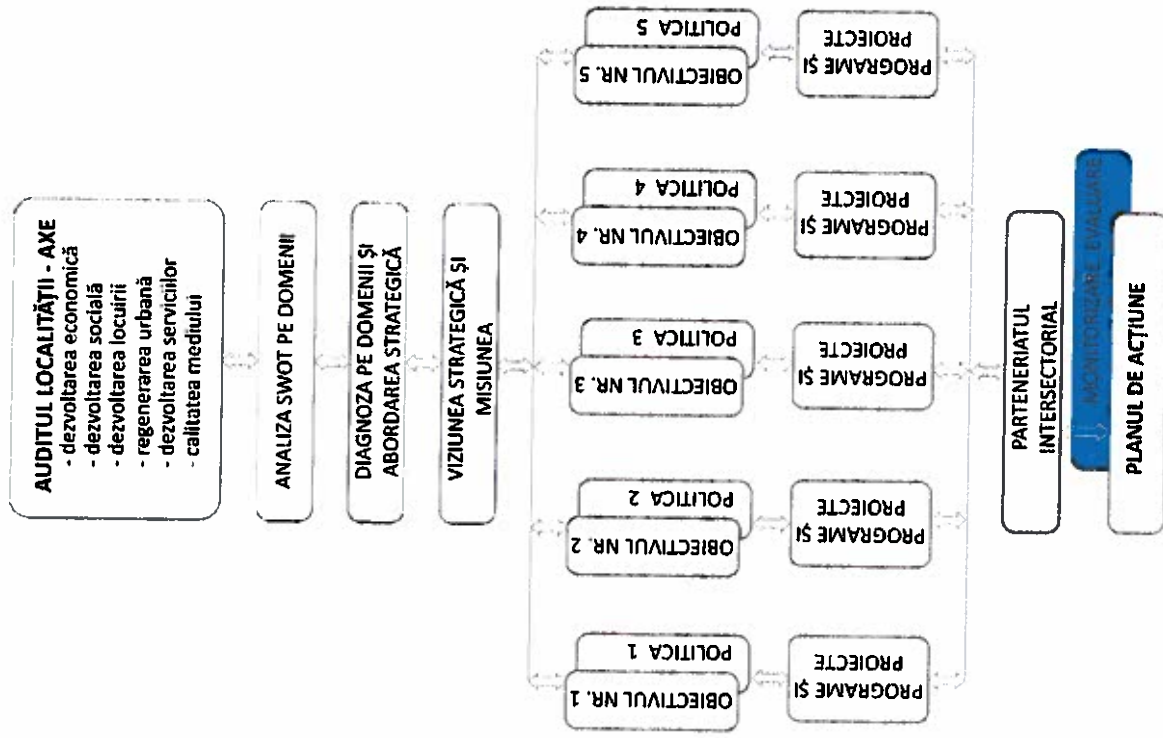 AUDITUL LOCALITĂȚII - AXE
- dezvoltarea economică
- dezvoltarea socială
- dezvoltarea locuirii
- regenerarea urbană
- dezvoltarea serviciilor
- calitatea mediului
ANALIZA SWOT PE DOMENII
DIAGNOZA PE DOMENII ȘI
ABORDAREA STRATEGICĂ
VIZIUNEA STRATEGICĂ ȘI
MISIUNEA
OBIECTIVUL NR. 1
POLITICA 1
OBIECTIVUL NR. 2
POLITICA 2
OBIECTIVUL NR. 3
POLITICA 3
OBIECTIVUL NR. 4
POLITICA 4
OBIECTIVUL NR. 5
POLITICA 5
PROGRAME ȘI
PROIECTE
PROGRAME ȘI
PROIECTE
PROGRAME ȘI
PROIECTE
PROGRAME ȘI
PROIECTE
PROGRAME ȘI
PROIECTE
PARTENERIATUL
INTERSECTORIAL
MONITORIZARE, EVALUARE
PLANUL DE ACȚIUNE